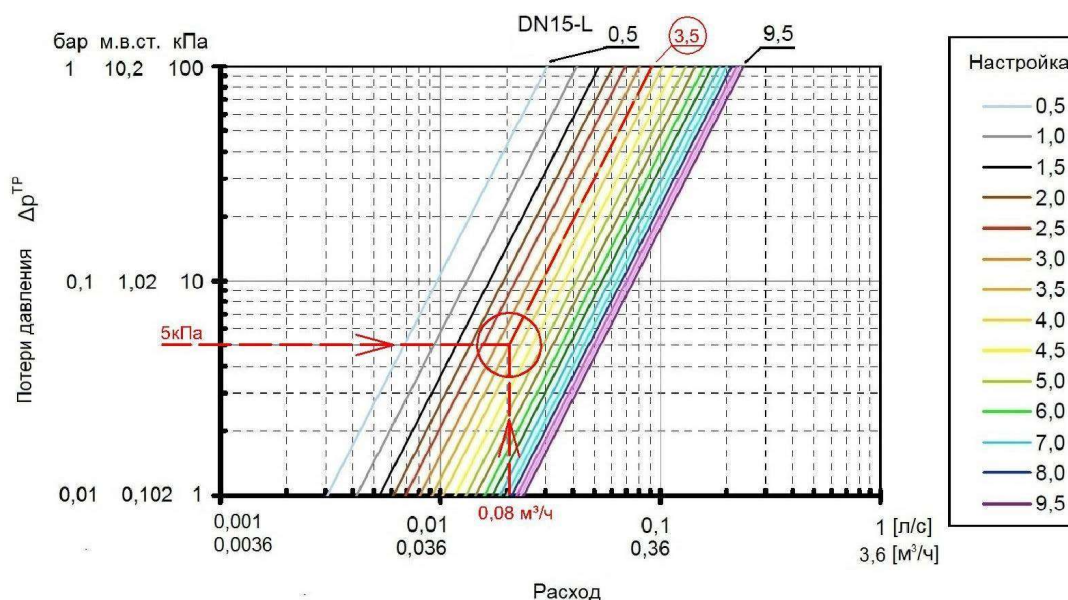 DN15-L
0,5
3,5
9,5
бар м.в.ст. кПа
1 10,2 100
Потери давления Δp^ТР
0,1 1,02 10
5кПа
0,01 0,102 1
0,08 м³/ч
0,001 0,01 0,1 1 [л/с]
0,0036 0,036 0,36 3,6 [м³/ч]
Расход
Настройка
0,5
1,0
1,5
2,0
2,5
3,0
3,5
4,0
4,5
5,0
6,0
7,0
8,0
9,5